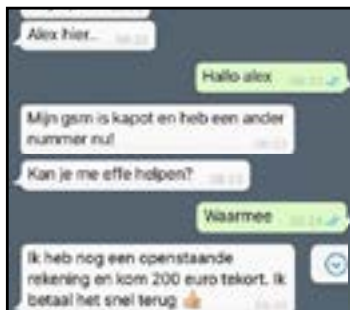 Alex hier...
Hallo alex
Mijn gsm is kapot en heb een ander
nummer nu!
Kan je me effe helpen?
Waarmee
Ik heb nog een openstaande
rekening en kom 200 euro tekort. Ik
betaal het snel terug 👍